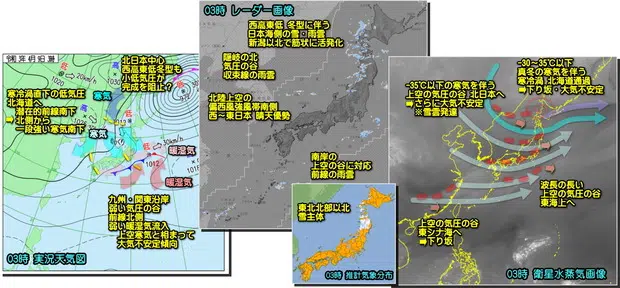 北日本中心
西高東低 冬型も
小低気圧が
完成を阻止?
寒冷渦直下の低気圧
北海道へ
潜在的前線南下
➡北側から
一段強い寒気南下
低
20km/h
寒気
寒気
低
20km/h
暖湿気
1012
低
暖湿気
九州と関東沿岸
弱い気圧の谷
前線北側
弱い暖湿気流入
上空寒気と相まって
大気不安定傾向
03時 実況天気図
03時 レーダー画像
西高東低 冬型に伴う
日本海側の雪□雨雲
新潟以北で筋状に活発化
隠岐の北
気圧の谷
収束線の雨雲
北陸上空の
偏西風強風帯南側
西~東日本 晴天優勢
南岸の
上空の谷に対応
前線の雨雲
東北北部以北
雪主体
03時 推計気象分布
-30~35℃以下
真冬の寒気を伴う
寒冷渦 北海道通過
➡下り坂・大気不安定
-35℃以下の寒気を伴う
上空の気圧の谷 北日本へ
➡さらに大気不安定
※雪雲発達
波長の長い
上空の気圧の谷
東海上へ
上空の気圧の谷
東シナ海へ
➡下り坂
03時 衛星水蒸気画像